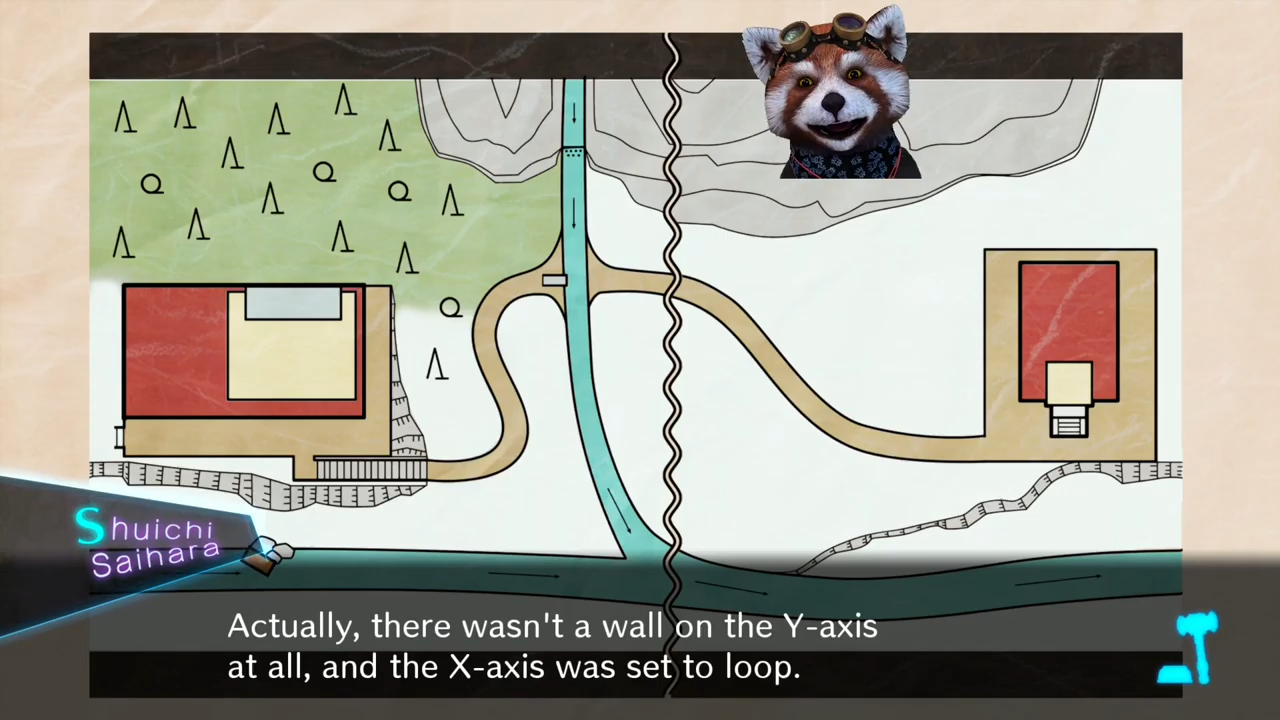 Shuichi
Saihara
Actually, there wasn't a wall on the Y-axis
at all, and the X-axis was set to loop.